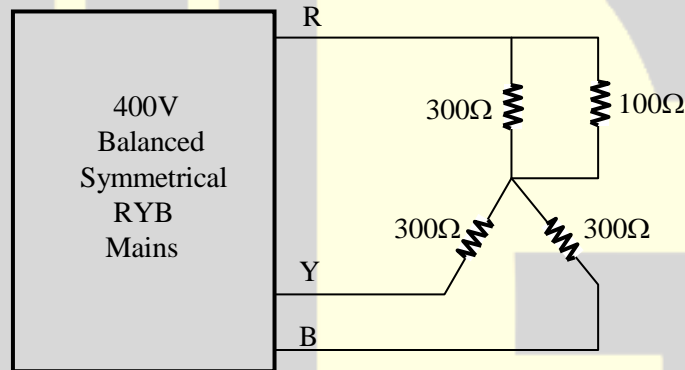 R
400V
Balanced
Symmetrical
RYB
Mains
300Ω
100Ω
300Ω
300Ω
Y
B